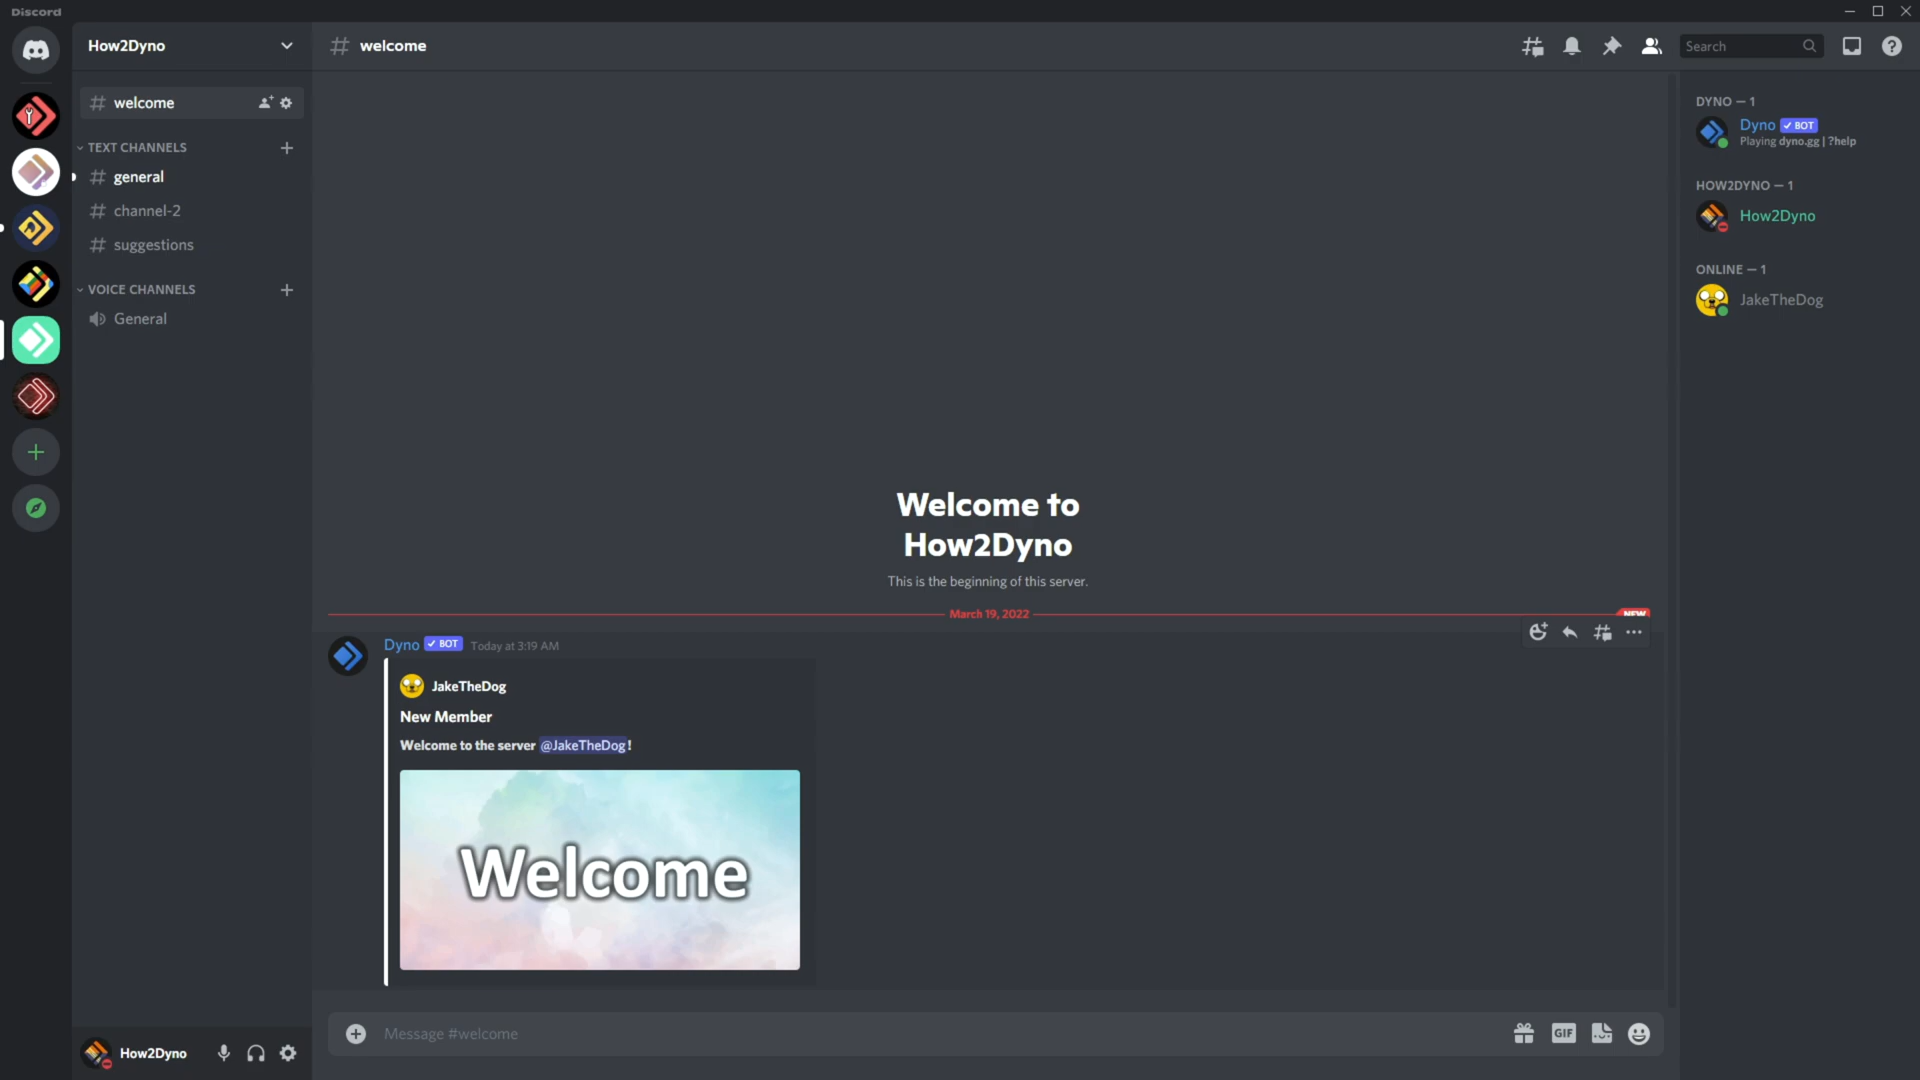 Discord
How2Dyno
welcome
TEXT CHANNELS
general
channel-2
suggestions
VOICE CHANNELS
General
How2Dyno
# welcome
Search
Welcome to
How2Dyno
This is the beginning of this server.
March 19, 2022
NEW
Dyno ✓ BOT Today at 3:19 AM
JakeTheDog
New Member
Welcome to the server @JakeTheDog!
Welcome
Message #welcome
GIF
DYNO — 1
Dyno ✓ BOT
Playing dyno.gg | ?help
HOW2DYNO — 1
How2Dyno
ONLINE — 1
JakeTheDog